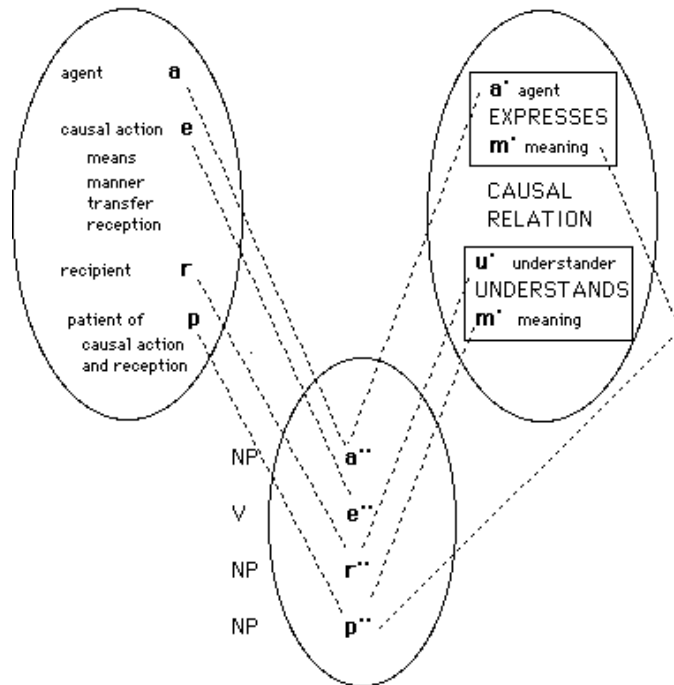 agent a
causal action e
means
manner
transfer
reception
recipient r
patient of p
causal action
and reception
a' agent
EXPRESSES
m' meaning
CAUSAL
RELATION
u' understander
UNDERSTANDS
m' meaning
NP a''
V e''
NP r''
NP p''